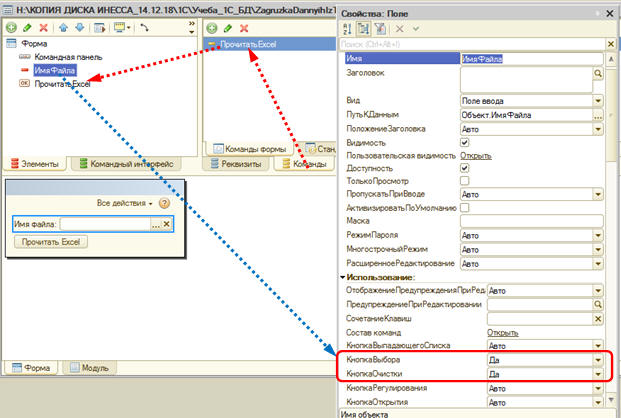 H:\КОПИЯ ДИСКА ИНЕССА_14.12.18\1С\Учеба_1С_БД\ZagruzkaDannyihIzT
Форма
Командная панель
ИмяФайла
ПрочитатьExcel
Элементы
Командный интерфейс
ПрочитатьExcel
Команды формы
Стан
Реквизиты
Команды
Все действия
Имя Файла:
Прочитать Excel
Форма
Модуль
Свойства: Поле
Поиск (Ctrl+Alt+I)
Имя ИмяФайла
Заголовок
Вид Поле ввода
ПутьКДанным Объект.ИмяФайла
ПоложениеЗаголовка Авто
Видимость
Пользовательская видимость Открыть
Доступность
ТолькоПросмотр
ПропускатьПриВводе Авто
АктивизироватьПоУмолчанию
Маска
РежимПароля Авто
МногострочныйРежим Авто
РасширенноеРедактирование Авто
Использование:
ОтображениеПредупрежденияПриРед Авто
ПредупреждениеПриРедактировании
СочетаниеКлавиш
Состав команд Открыть
КнопкаВыпадающегоСписка Авто
КнопкаВыбора Да
КнопкаОчистки Да
КнопкаРегулирования Авто
КнопкаОткрытия Авто
Имя объекта